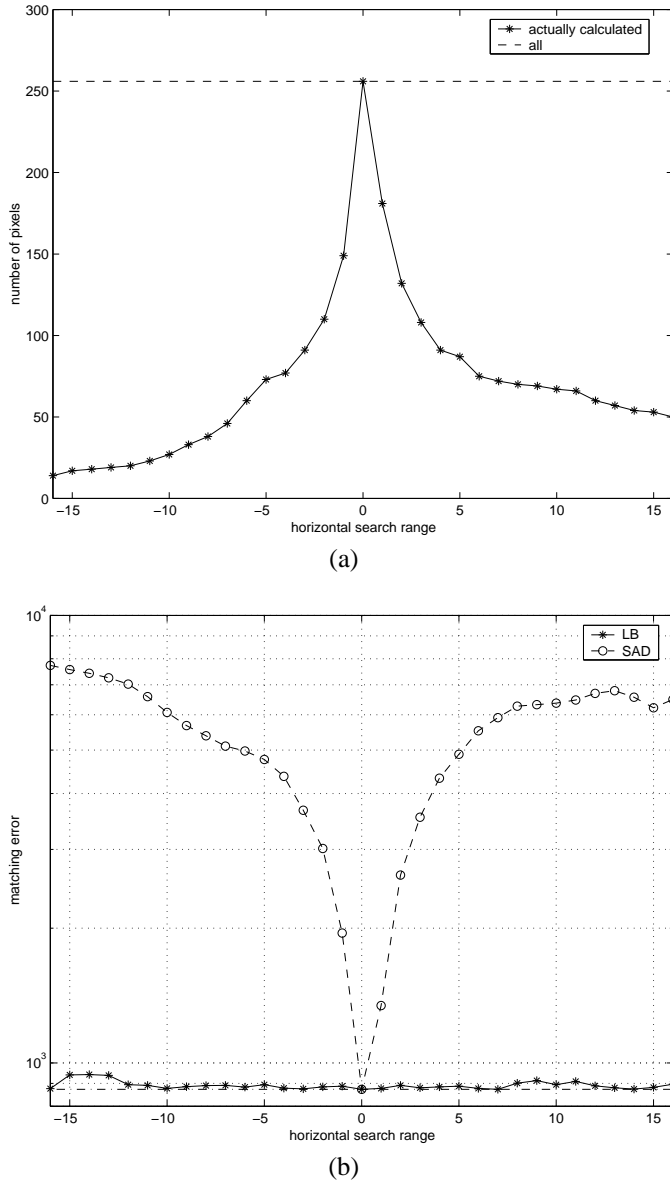 300
250
200
150
100
50
0
number of pixels
actually calculated
all
−15 −10 −5 0 5 10 15
horizontal search range
(a)
10^4
10^3
matching error
LB
SAD
−15 −10 −5 0 5 10 15
horizontal search range
(b)